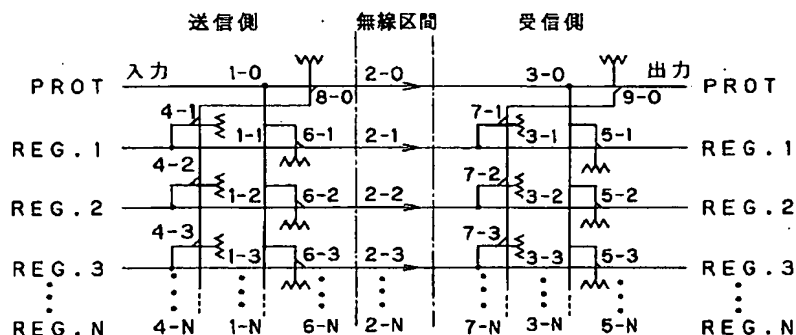 送信側 無線区間 受信側
PROT 入力 1-0 8-0 2-0 3-0 9-0 出力 PROT
4-1 7-1
REG.1 1-1 6-1 2-1 3-1 5-1 REG.1
4-2 7-2
REG.2 1-2 6-2 2-2 3-2 5-2 REG.2
4-3 7-3
REG.3 1-3 6-3 2-3 3-3 5-3 REG.3
REG.N 4-N 1-N 6-N 2-N 7-N 3-N 5-N REG.N